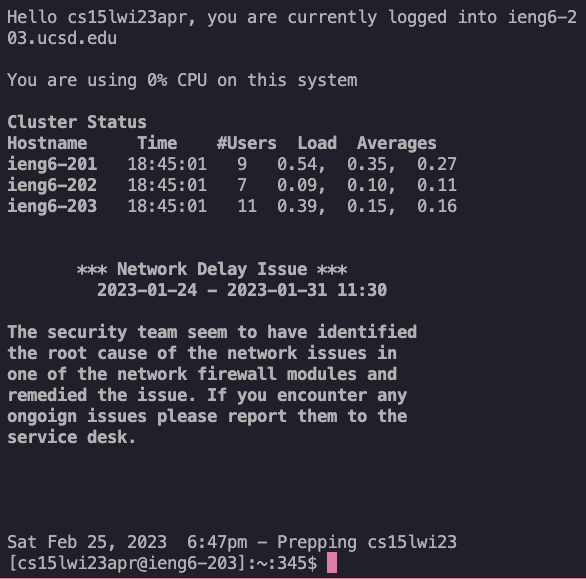 Hello cs15lwi23apr, you are currently logged into ieng6-2
03.ucsd.edu
You are using 0% CPU on this system
Cluster Status
Hostname     Time    #Users  Load  Averages
ieng6-201   18:45:01   9   0.54,  0.35,  0.27
ieng6-202   18:45:01   7   0.09,  0.10,  0.11
ieng6-203   18:45:01   11  0.39,  0.15,  0.16
*** Network Delay Issue ***
2023-01-24 - 2023-01-31 11:30
The security team seem to have identified
the root cause of the network issues in
one of the network firewall modules and
remedied the issue. If you encounter any
ongoign issues please report them to the
service desk.
Sat Feb 25, 2023  6:47pm - Prepping cs15lwi23
[cs15lwi23apr@ieng6-203]:~:345$